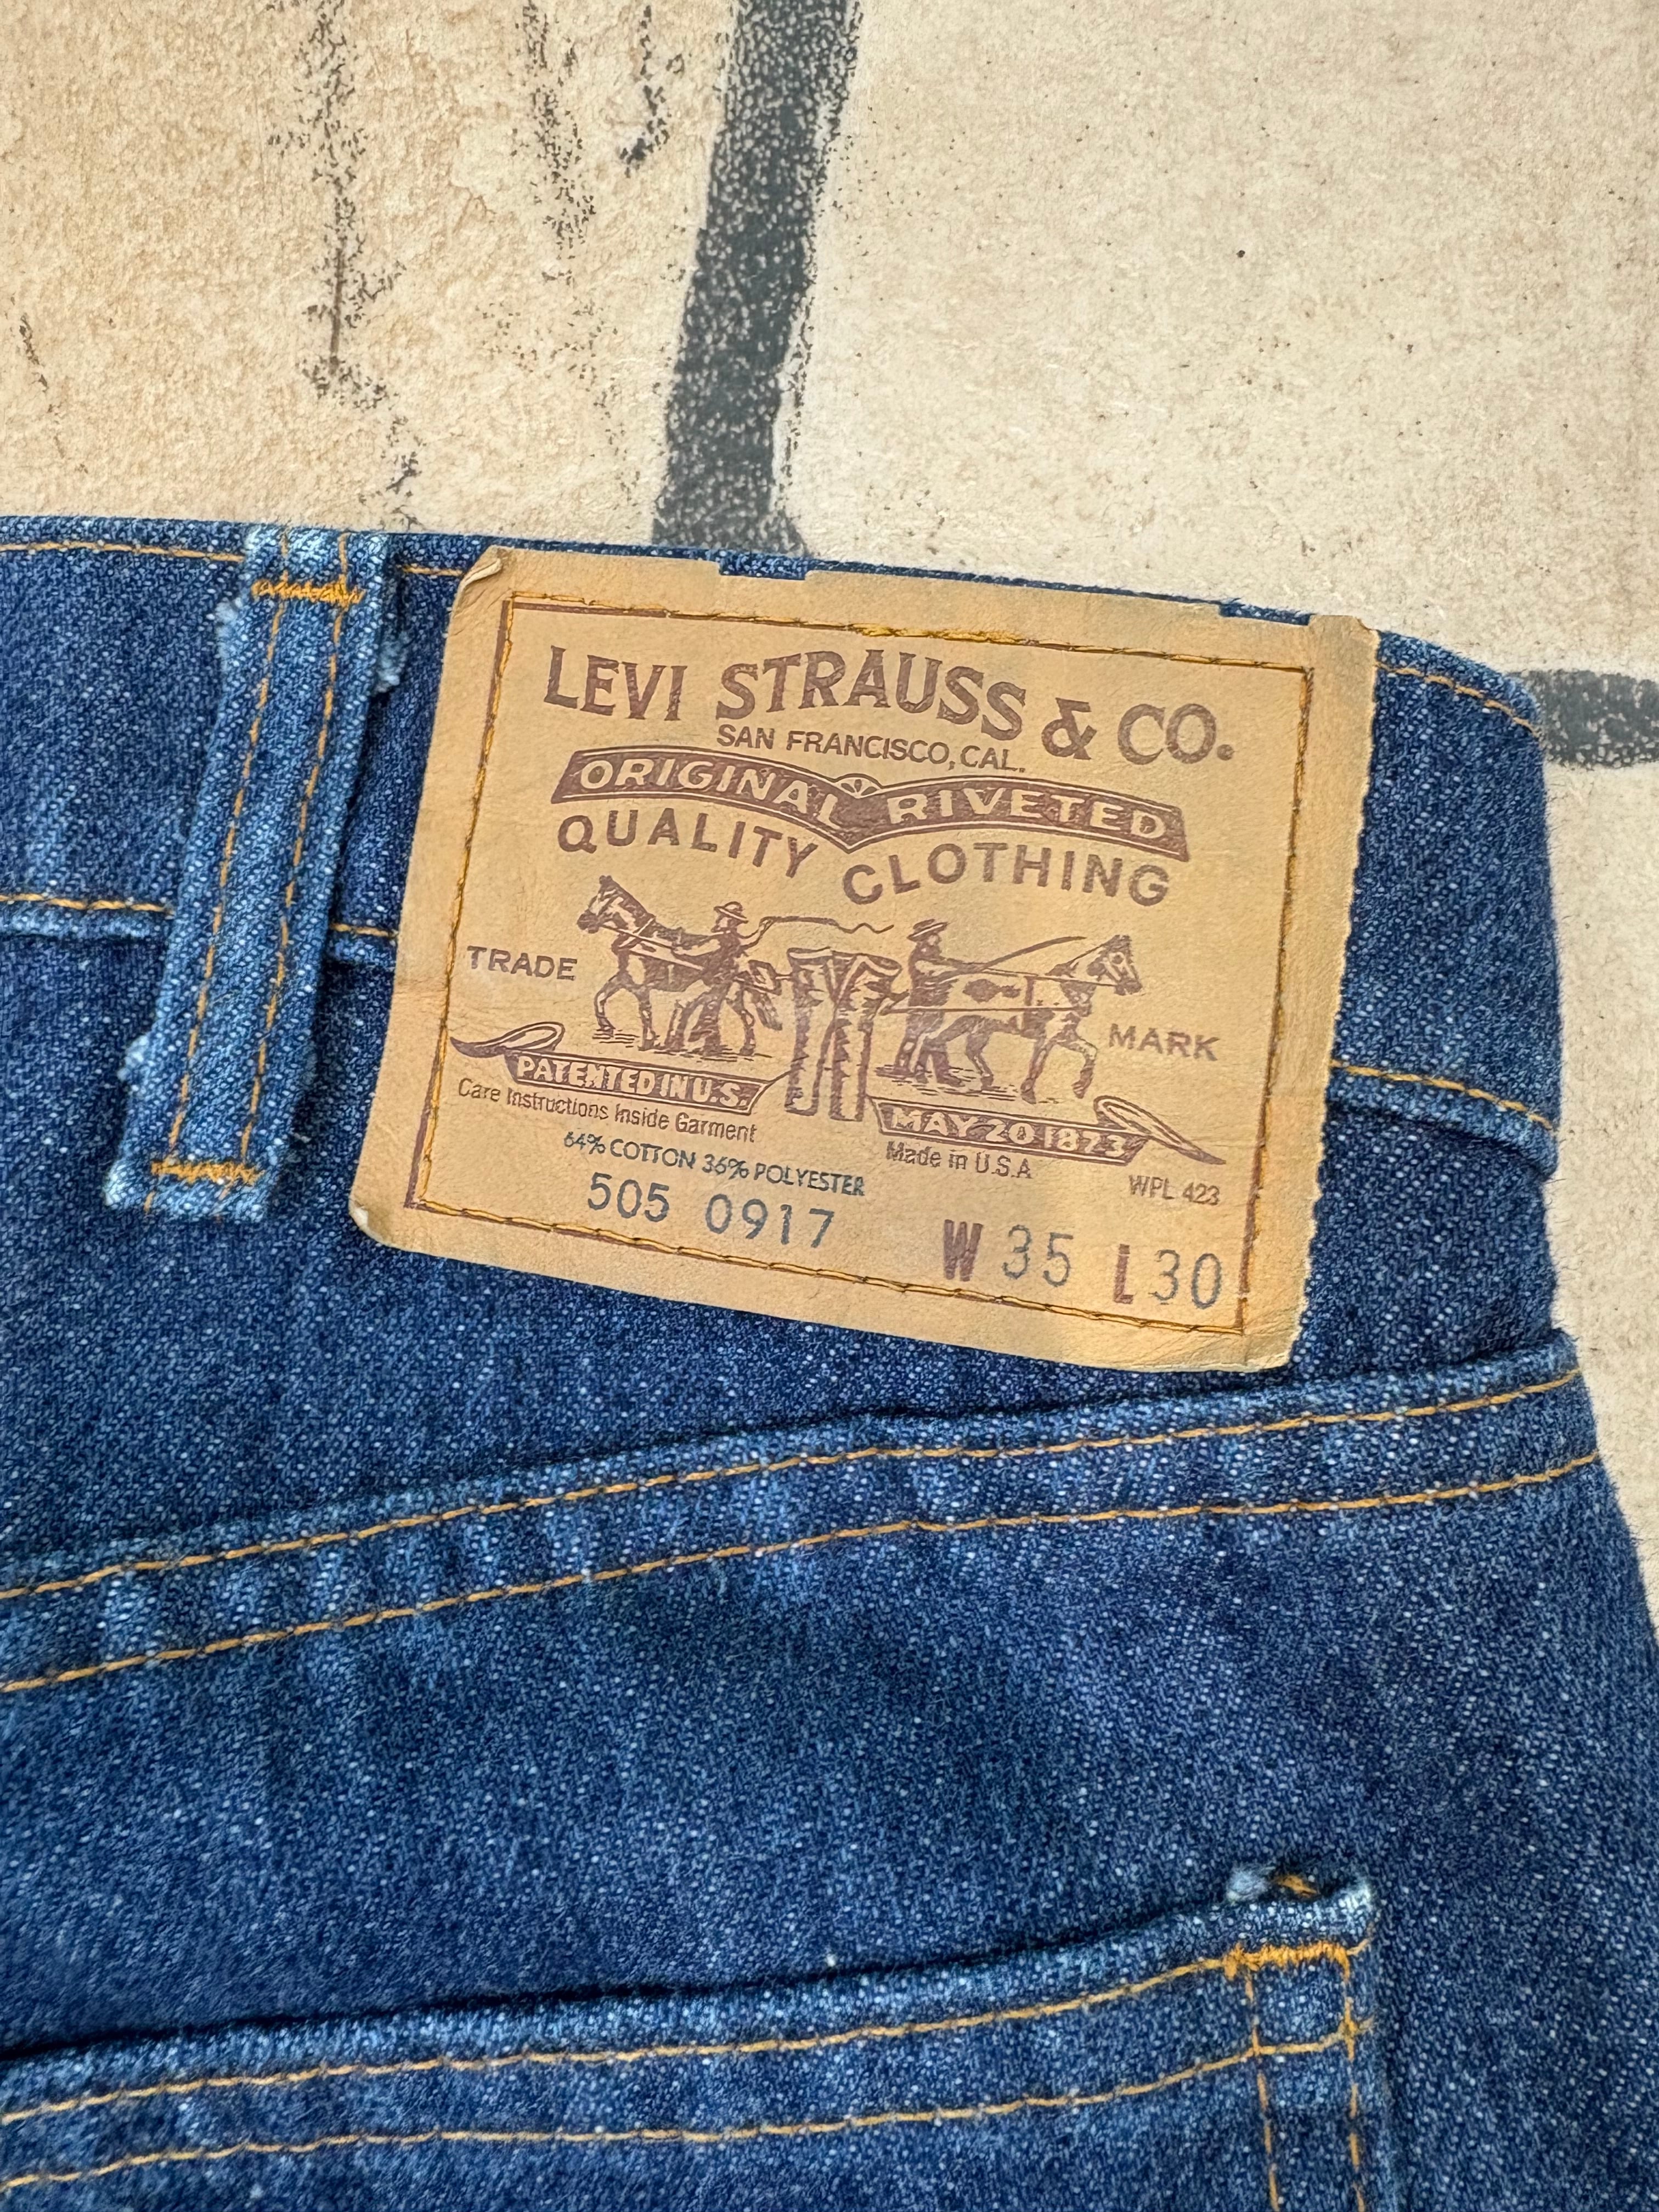 LEVI STRAUSS & CO.
SAN FRANCISCO, CAL.
ORIGINAL RIVETED
QUALITY CLOTHING
TRADE MARK
PATENTED IN U.S. MAY 20 1873
Care Instructions Inside Garment Made in U.S.A
64% COTTON 36% POLYESTER WPL 423
505 0917 W 35 L 30